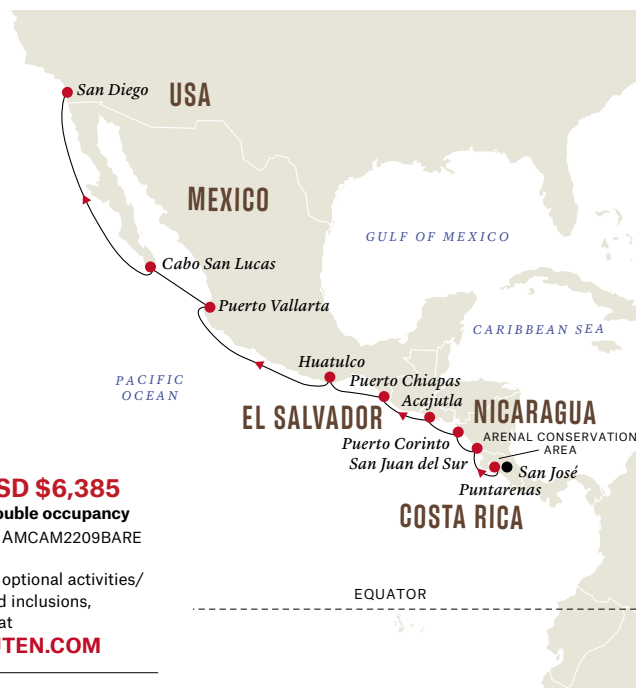 San Diego
USA
MEXICO
GULF OF MEXICO
Cabo San Lucas
Puerto Vallarta
CARIBBEAN SEA
Huatulco
PACIFIC
OCEAN
Puerto Chiapas
Acajutla
EL SALVADOR
NICARAGUA
Puerto Corinto
ARENAL CONSERVATION
AREA
San Juan del Sur
San José
Puntarenas
COSTA RICA
SD $6,385
ouble occupancy
AMCAM2209BARE
optional activities/
d inclusions,
at
UTEN.COM
EQUATOR